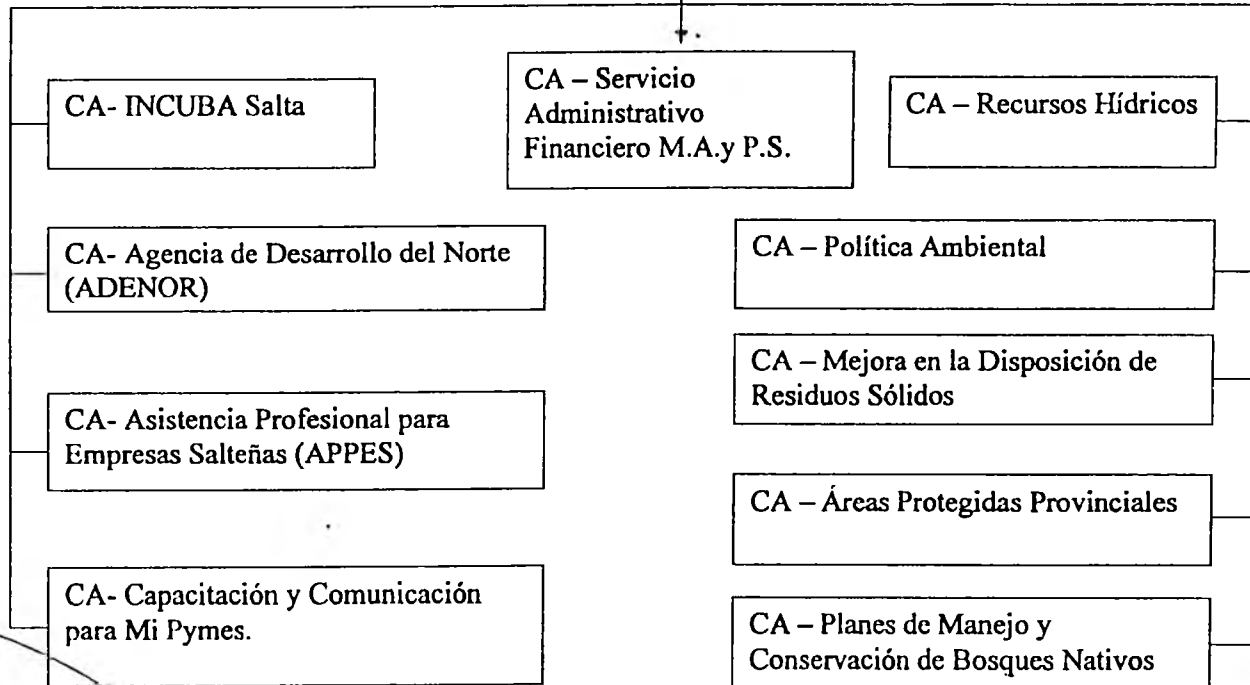 CA- INCUBA Salta
CA – Servicio
Administrativo
Financiero M.A.y P.S.
CA – Recursos Hídricos
CA- Agencia de Desarrollo del Norte
(ADENOR)
CA – Política Ambiental
CA – Mejora en la Disposición de
Residuos Sólidos
CA- Asistencia Profesional para
Empresas Salteñas (APPES)
CA – Áreas Protegidas Provinciales
CA- Capacitación y Comunicación
para Mi Pymes.
CA – Planes de Manejo y
Conservación de Bosques Nativos